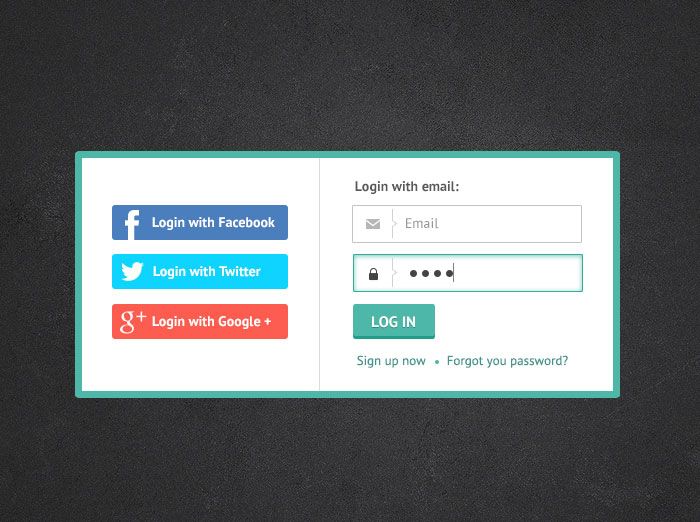 Login with Facebook
Login with Twitter
g+ Login with Google +
Login with email:
Email
LOG IN
Sign up now • Forgot you password?